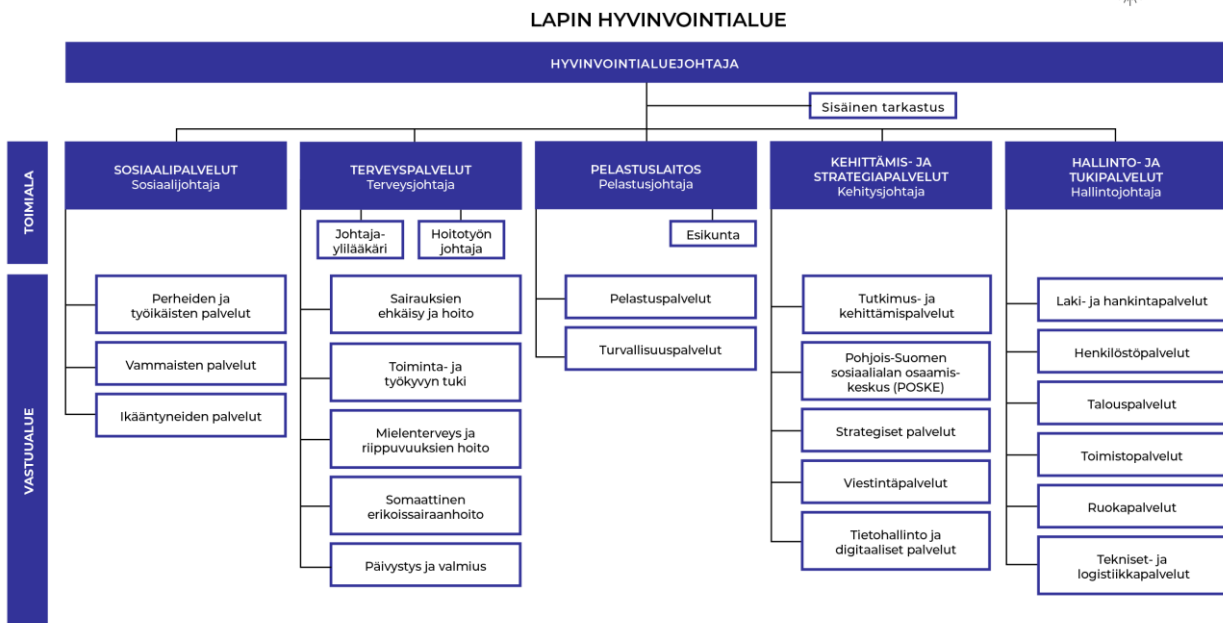 LAPIN HYVINVOINTIALUE
HYVINVOINTIALUEJOHTAJA
Sisäinen tarkastus
TOIMIALA
SOSIAALIPALVELUT
Sosiaalijohtaja
TERVEYSPALVELUT
Terveysjohtaja
Johtaja-
ylilääkäri
Hoitotyön
johtaja
PELASTUSLAITOS
Pelastusjohtaja
Esikunta
KEHITTÄMIS- JA
STRATEGIAPALVELUT
Kehitysjohtaja
HALLINTO- JA
TUKIPALVELUT
Hallintojohtaja
VASTUUALUE
Perheiden ja
työikäisten palvelut
Vammaisten palvelut
Ikääntyneiden palvelut
Sairauksien
ehkäisy ja hoito
Toiminta- ja
työkyvyn tuki
Mielenterveys ja
riippuvuuksien hoito
Somaattinen
erikoissairaanhoito
Päivystys ja valmius
Pelastuspalvelut
Turvallisuuspalvelut
Tutkimus- ja
kehittämispalvelut
Pohjois-Suomen
sosiaalialan osaamis-
keskus (POSKE)
Strategiset palvelut
Viestintäpalvelut
Tietohallinto ja
digitaaliset palvelut
Laki- ja hankintapalvelut
Henkilöstöpalvelut
Talouspalvelut
Toimistopalvelut
Ruokapalvelut
Tekniset- ja
logistiikkapalvelut